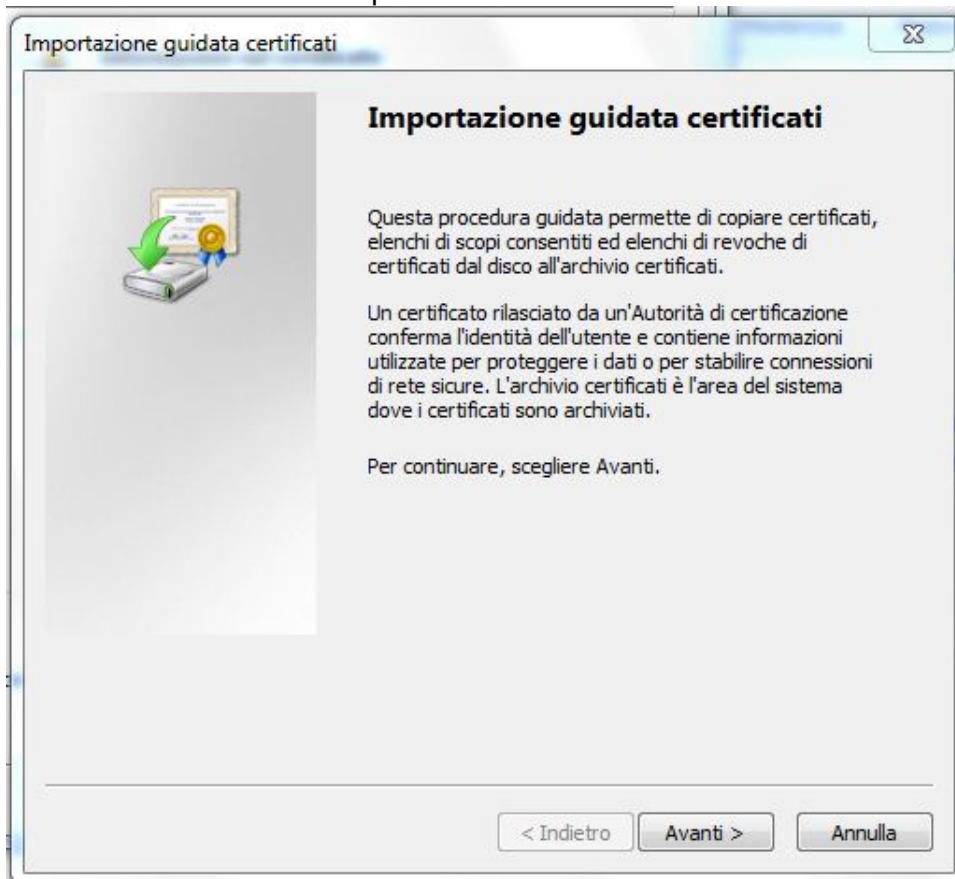 Importazione guidata certificati
Importazione guidata certificati
Questa procedura guidata permette di copiare certificati,
elenchi di scopi consentiti ed elenchi di revoche di
certificati dal disco all'archivio certificati.
Un certificato rilasciato da un'Autorità di certificazione
conferma l'identità dell'utente e contiene informazioni
utilizzate per proteggere i dati o per stabilire connessioni
di rete sicure. L'archivio certificati è l'area del sistema
dove i certificati sono archiviati.
Per continuare, scegliere Avanti.
< Indietro Avanti > Annulla